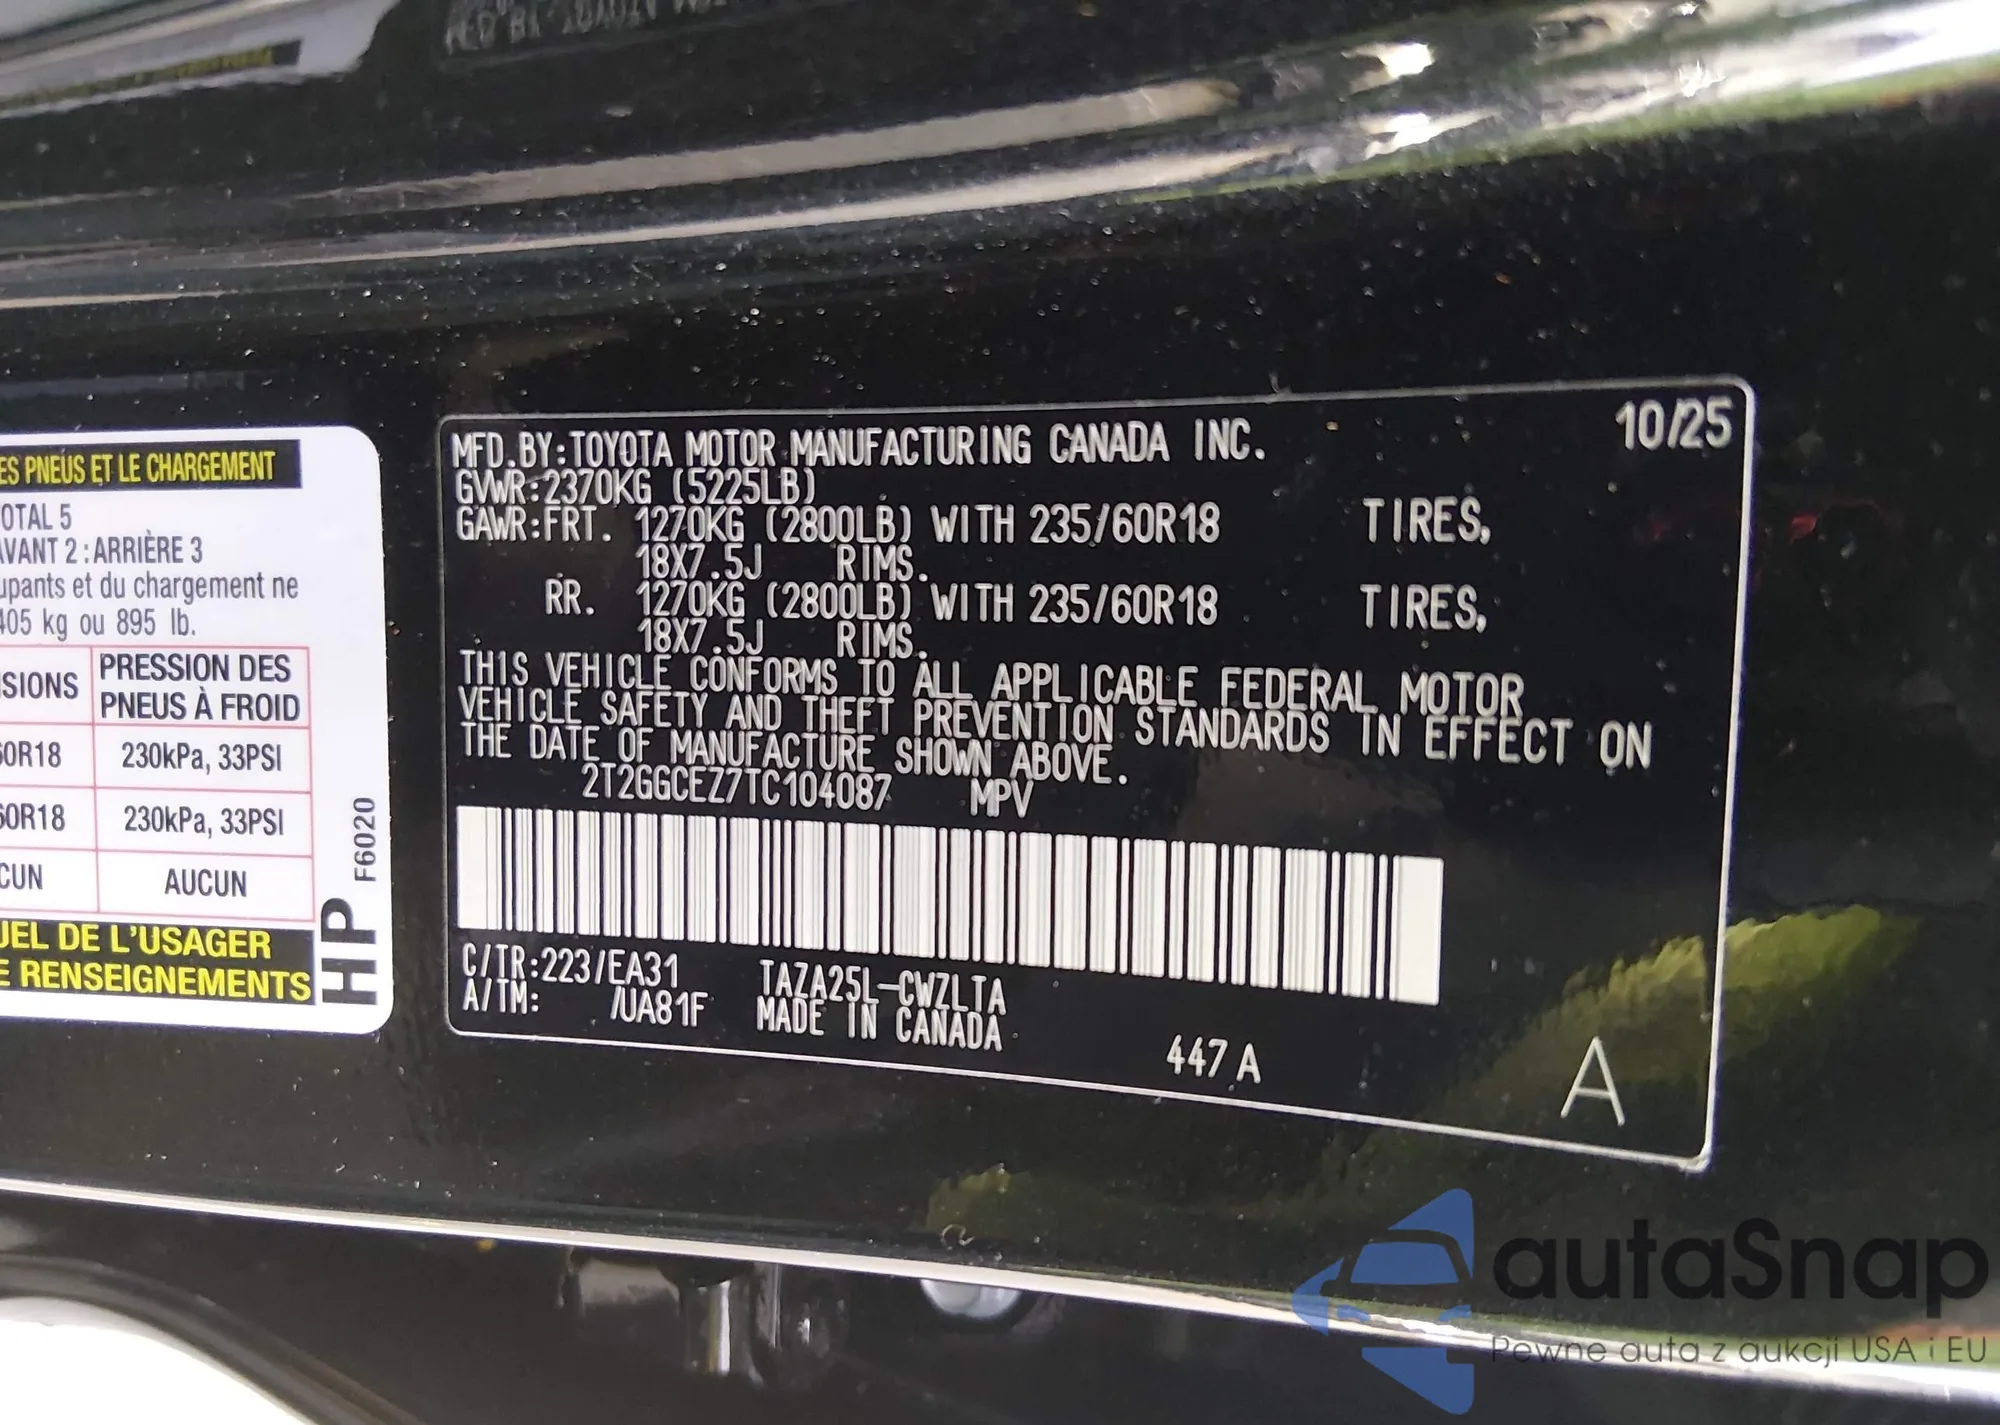 ES PNEUS ET LE CHARGEMENT
OTAL 5
AVANT 2 : ARRIÈRE 3
upants et du chargement ne
405 kg ou 895 lb.
SIONS PRESSION DES PNEUS À FROID
60R18 230kPa, 33PSI
60R18 230kPa, 33PSI
CUN AUCUN
UEL DE L'USAGER
E RENSEIGNEMENTS
HP F6020
10/25
MFD.BY:TOYOTA MOTOR MANUFACTURING CANADA INC.
GVWR:2370KG (5225LB)
GAWR:FRT. 1270KG (2800LB) WITH 235/60R18 TIRES,
18X7.5J RIMS.
RR. 1270KG (2800LB) WITH 235/60R18 TIRES,
18X7.5J RIMS.
THIS VEHICLE CONFORMS TO ALL APPLICABLE FEDERAL MOTOR
VEHICLE SAFETY AND THEFT PREVENTION STANDARDS IN EFFECT ON
THE DATE OF MANUFACTURE SHOWN ABOVE.
2T2GGCEZ7TC104087 MPV
C/TR:223/EA31 TAZA25L-CWZLTA
A/TM: /UA81F MADE IN CANADA
447 A
A
autaSnap
Pewne auta z aukcji USA i EU